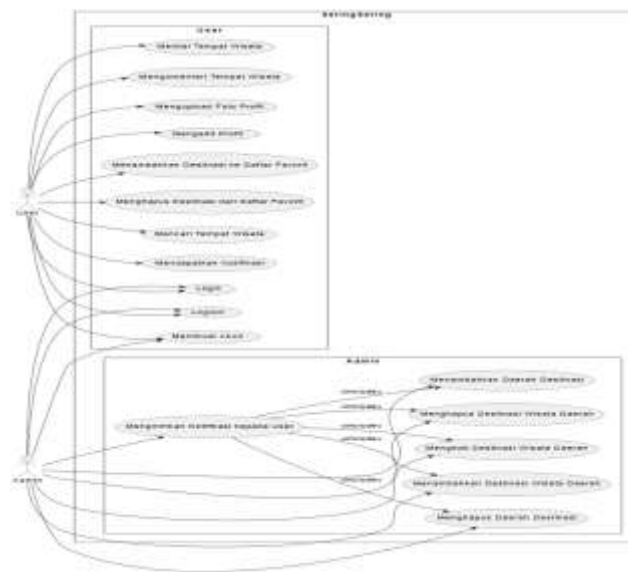 User
Menilai Tempat Wisata
Mengomentari Tempat Wisata
Mengupload Foto Profil
Mengedit Profil
Menambahkan Destinasi ke Daftar Favorit
Menghapus Destinasi dari Daftar Favorit
Mencari Tempat Wisata
Mendapatkan Notifikasi
User
Login
Logout
Membuat Akun
Admin
Menambahkan Daerah Destinasi
Menghapus Destinasi Wisata Daerah
Mengirimkan Notifikasi kepada User
Mengedit Destinasi Wisata Daerah
Admin
Menambahkan Destinasi Wisata Daerah
Menghapus Daerah Destinasi